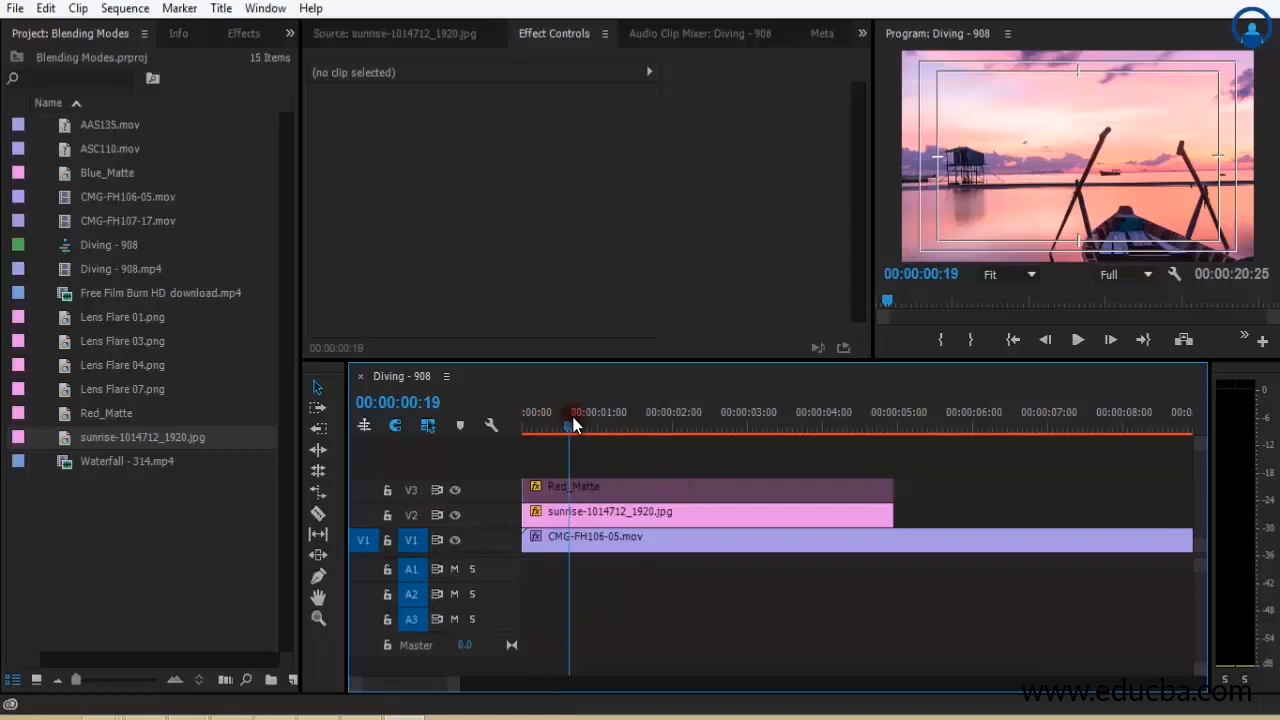 File Edit Clip Sequence Marker Title Window Help
Project: Blending Modes Info Effects
Source: sunrise-1014712_1920.jpg Effect Controls Audio Clip Mixer: Diving - 908 Meta
Program: Diving - 908
Blending Modes.prproj 15 Items
(no clip selected)
Name
AAS135.mov
ASC110.mov
Blue_Matte
CMG-FH106-05.mov
CMG-FH107-17.mov
Diving - 908
Diving - 908.mp4
Free Film Burn HD download.mp4
Lens Flare 01.png
Lens Flare 03.png
Lens Flare 04.png
Lens Flare 07.png
Red_Matte
sunrise-1014712_1920.jpg
Waterfall - 314.mp4
00:00:00:19
00:00:00:19 Fit Full 00:00:20:25
Diving - 908
00:00:00:19
:00:00 00:00:01:00 00:00:02:00 00:00:03:00 00:00:04:00 00:00:05:00 00:00:06:00 00:00:07:00 00:00:08:00 00:0
V3 fx Red_Matte
V2 fx sunrise-1014712_1920.jpg
V1 V1 fx CMG-FH106-05.mov
A1 M S
A2 M S
A3 M S
Master 0.0
0
-6
-12
-18
-24
-30
-36
-42
-48
-54
dB
S S
www.educba.com